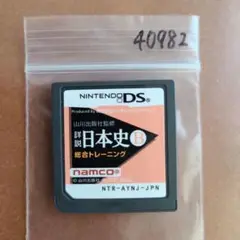 40982
NINTENDO DS
山川出版社監修
詳説
日本史B
総合トレーニング
namco
NTR-AYNJ-JPN